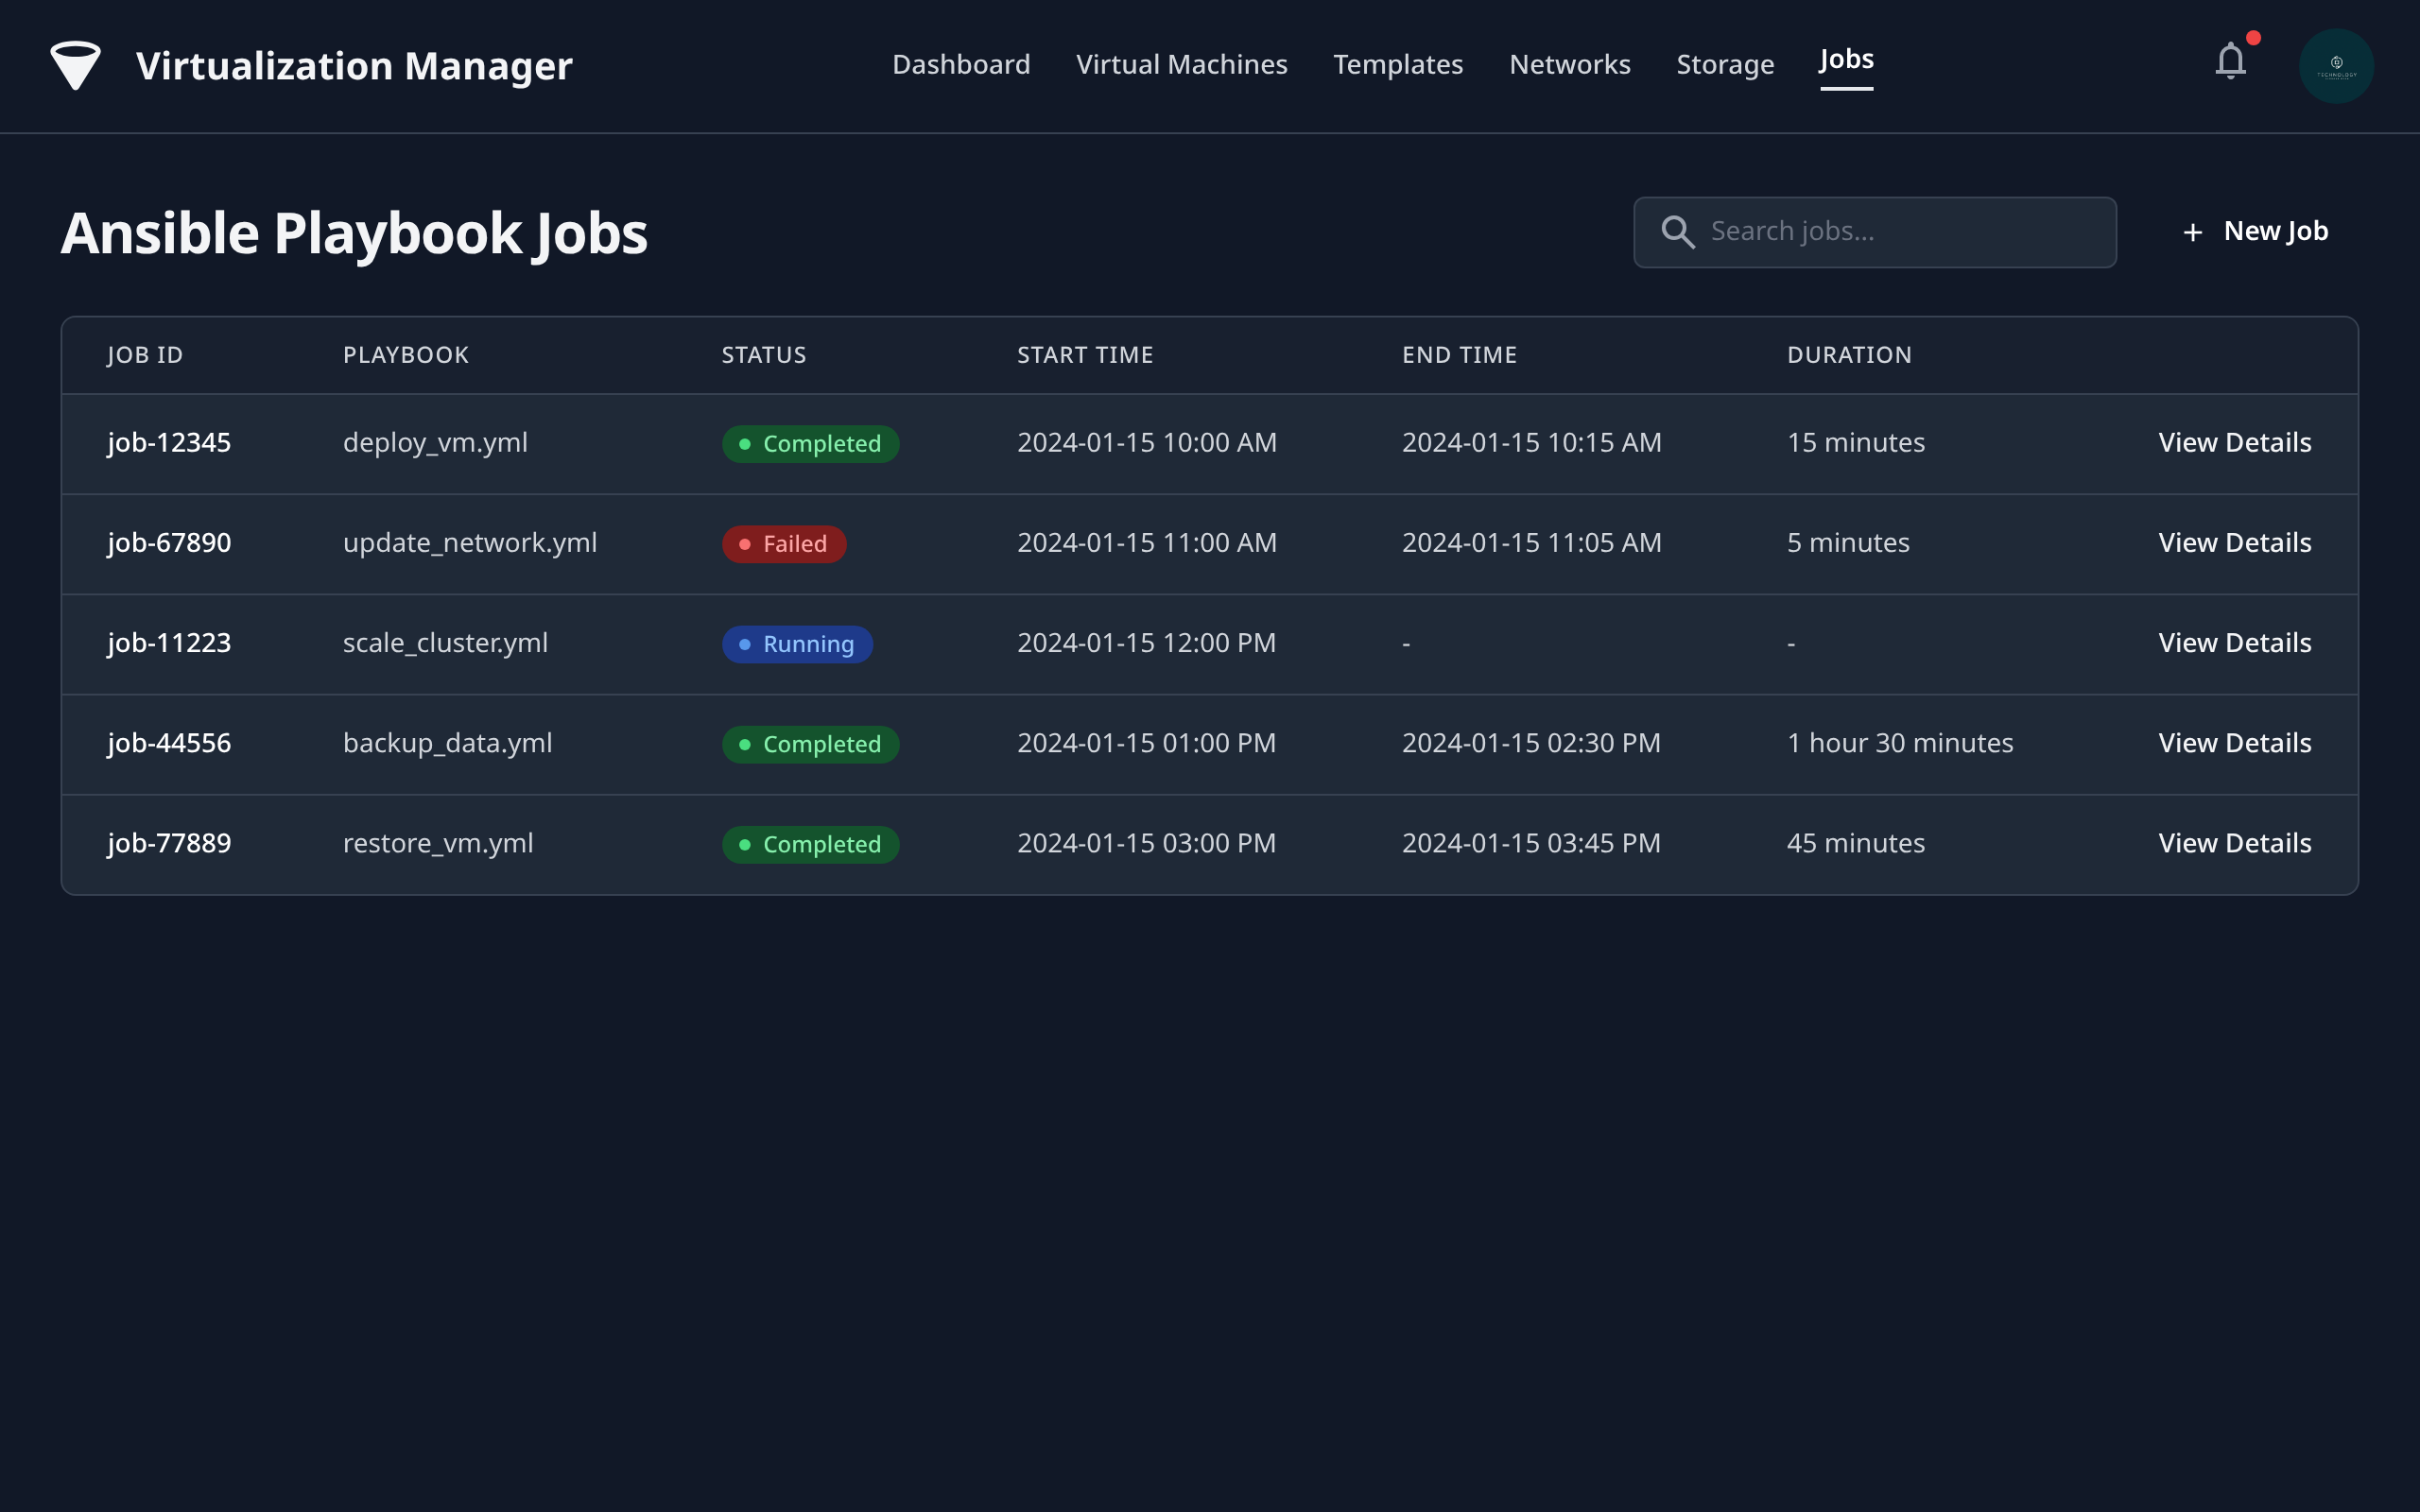 Virtualization Manager Dashboard Virtual Machines Templates Networks Storage Jobs
TECHNOLOGY
Ansible Playbook Jobs Search jobs... + New Job
JOB ID PLAYBOOK STATUS START TIME END TIME DURATION
job-12345 deploy_vm.yml Completed 2024-01-15 10:00 AM 2024-01-15 10:15 AM 15 minutes View Details
job-67890 update_network.yml Failed 2024-01-15 11:00 AM 2024-01-15 11:05 AM 5 minutes View Details
job-11223 scale_cluster.yml Running 2024-01-15 12:00 PM - - View Details
job-44556 backup_data.yml Completed 2024-01-15 01:00 PM 2024-01-15 02:30 PM 1 hour 30 minutes View Details
job-77889 restore_vm.yml Completed 2024-01-15 03:00 PM 2024-01-15 03:45 PM 45 minutes View Details